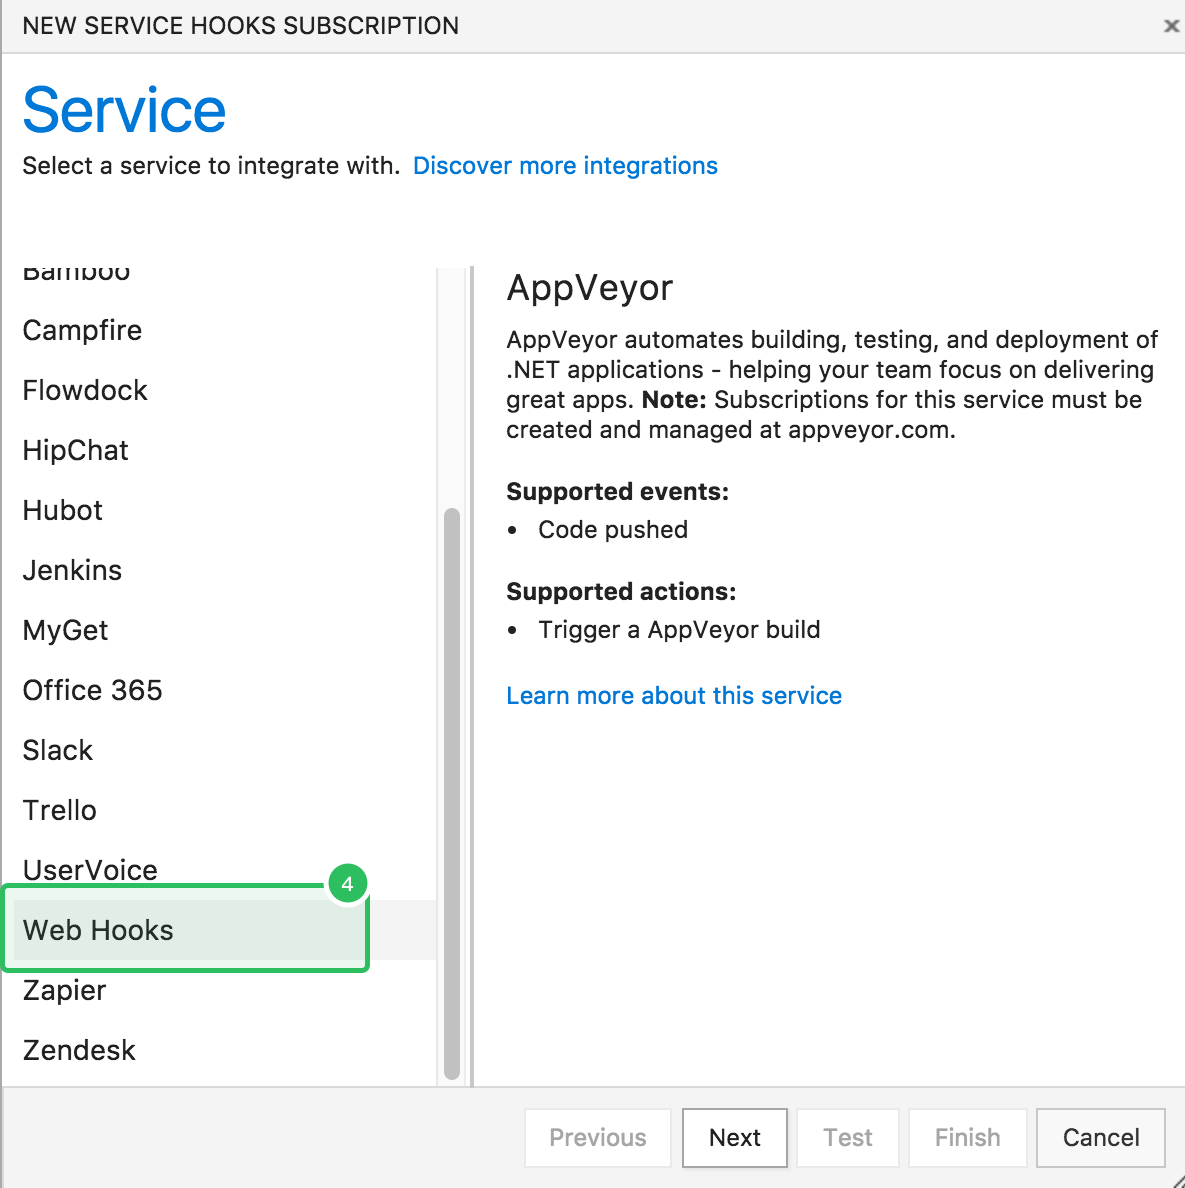 NEW SERVICE HOOKS SUBSCRIPTION
Service
Select a service to integrate with. Discover more integrations
Bamboo
Campfire
Flowdock
HipChat
Hubot
Jenkins
MyGet
Office 365
Slack
Trello
UserVoice
4
Web Hooks
Zapier
Zendesk
AppVeyor
AppVeyor automates building, testing, and deployment of
.NET applications - helping your team focus on delivering
great apps. Note: Subscriptions for this service must be
created and managed at appveyor.com.
Supported events:
• Code pushed
Supported actions:
• Trigger a AppVeyor build
Learn more about this service
Previous Next Test Finish Cancel